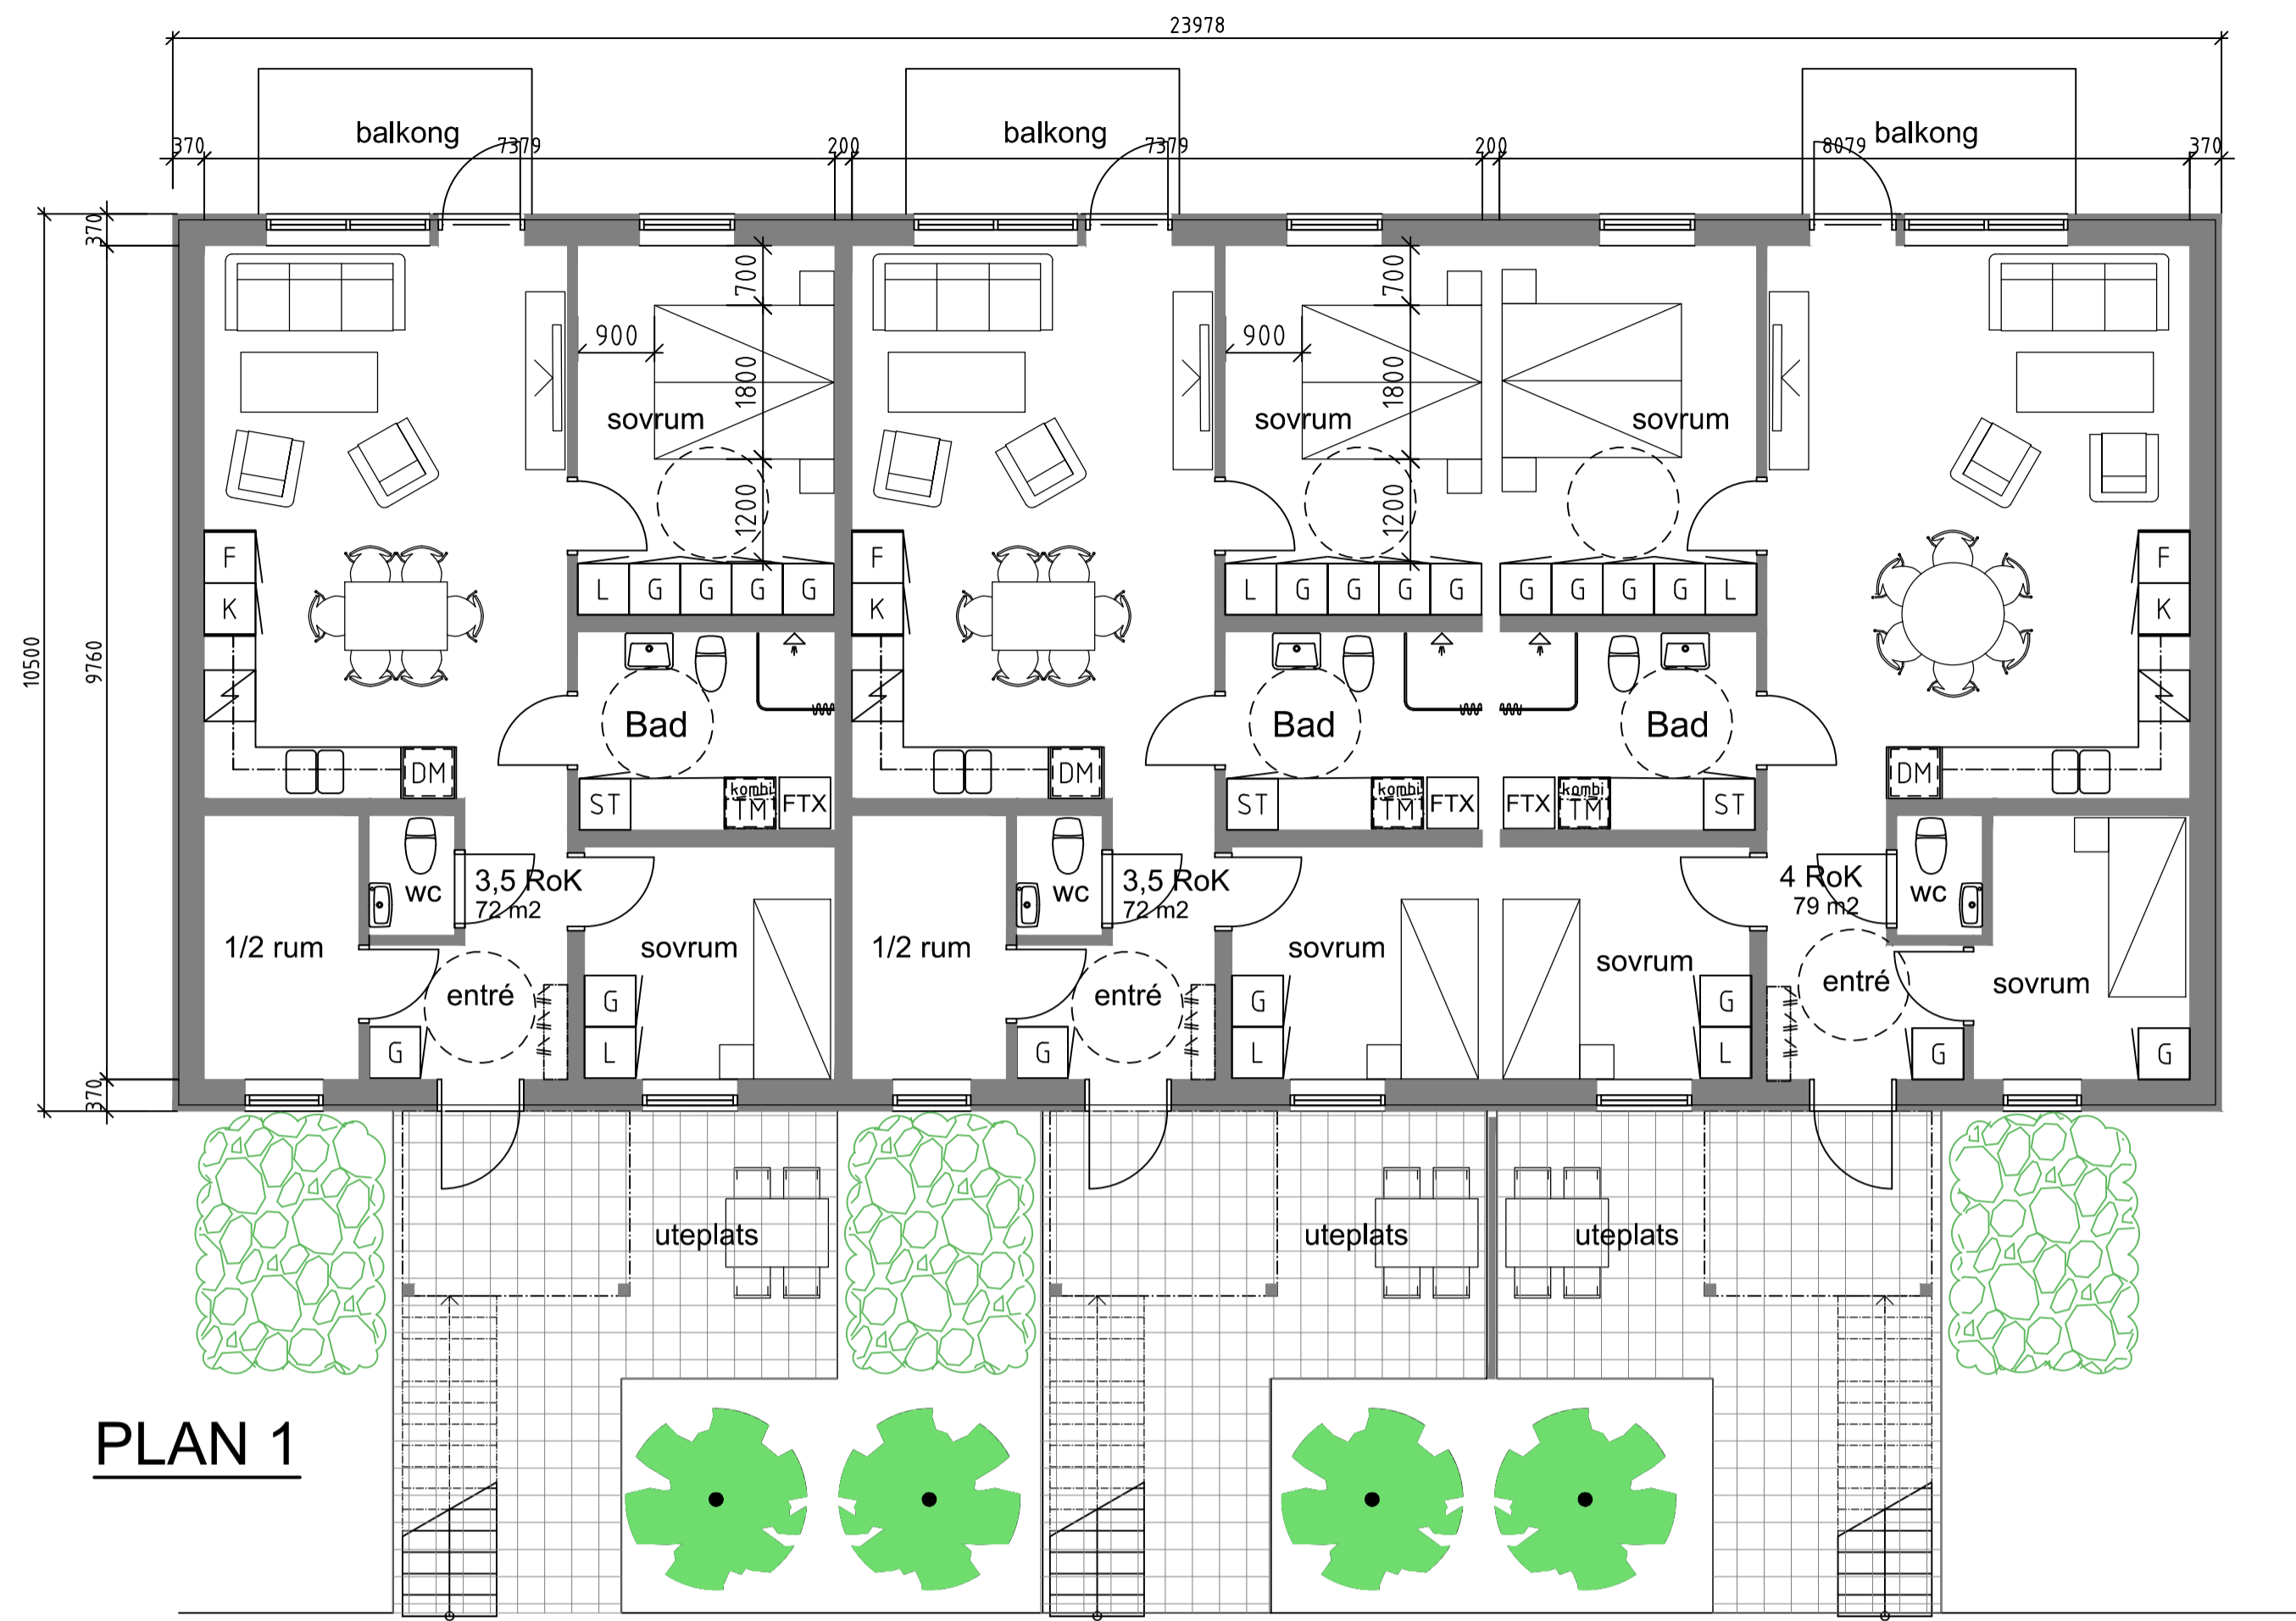 23978
balkong
balkong
balkong
370
7379
200
7379
200
8079
370
370
10500
9760
370
700
900
1800
sovrum
1200
700
900
1800
sovrum
1200
sovrum
F
K
L G G G G
F
K
L G G G G
G G G G L
F
K
Bad
DM
ST
kombi
TM
FTX
Bad
DM
ST
kombi
TM
FTX
Bad
FTX
kombi
TM
ST
DM
wc
3,5 RoK
72 m2
1/2 rum
entré
G
sovrum
G
L
wc
3,5 RoK
72 m2
1/2 rum
entré
G
sovrum
G
L
sovrum
G
L
4 RoK
79 m2
wc
entré
G
sovrum
G
uteplats
uteplats
uteplats
PLAN 1